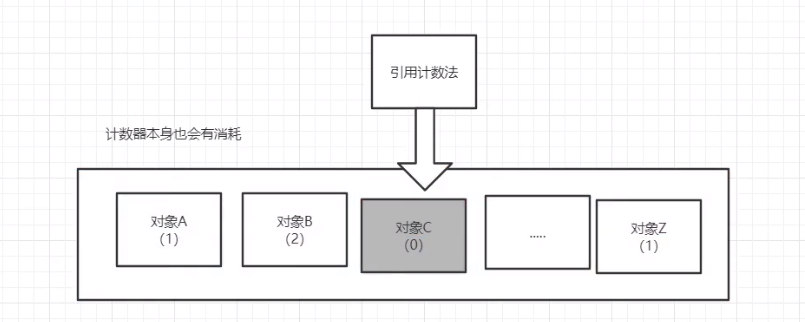 引用计数法
计数器本身也会有消耗
对象A
（1）
对象B
（2）
对象C
（0）
.....
对象Z
（1）